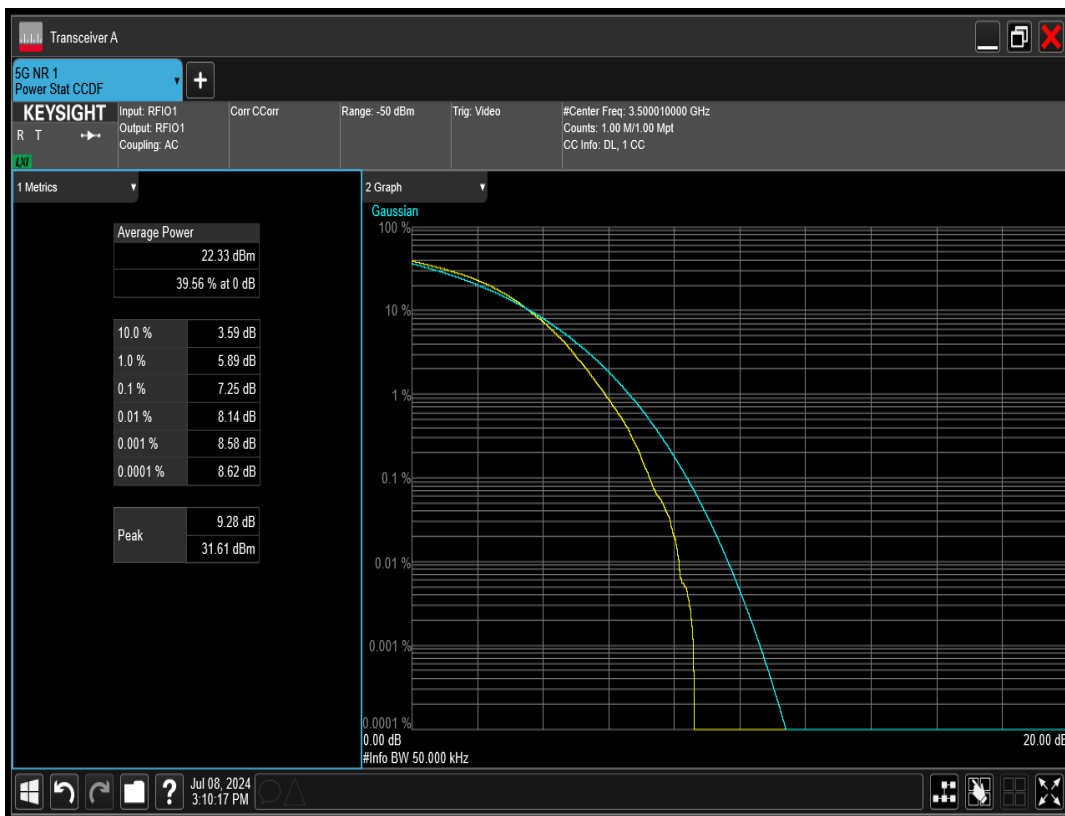 Transceiver A
5G NR 1
Power Stat CCDF
+
KEYSIGHT
R T
LXI
Input: RFIO1
Output: RFIO1
Coupling: AC
Corr CCorr
Range: -50 dBm
Trig: Video
#Center Freq: 3.500010000 GHz
Counts: 1.00 M/1.00 Mpt
CC Info: DL, 1 CC
1 Metrics
Average Power
22.33 dBm
39.56 % at 0 dB
10.0 % 3.59 dB
1.0 % 5.89 dB
0.1 % 7.25 dB
0.01 % 8.14 dB
0.001 % 8.58 dB
0.0001 % 8.62 dB
Peak
9.28 dB
31.61 dBm
2 Graph
Gaussian
100 %
10 %
1 %
0.1 %
0.01 %
0.001 %
0.0001 %
0.00 dB
20.00 dB
#Info BW 50.000 kHz
?
Jul 08, 2024
3:10:17 PM